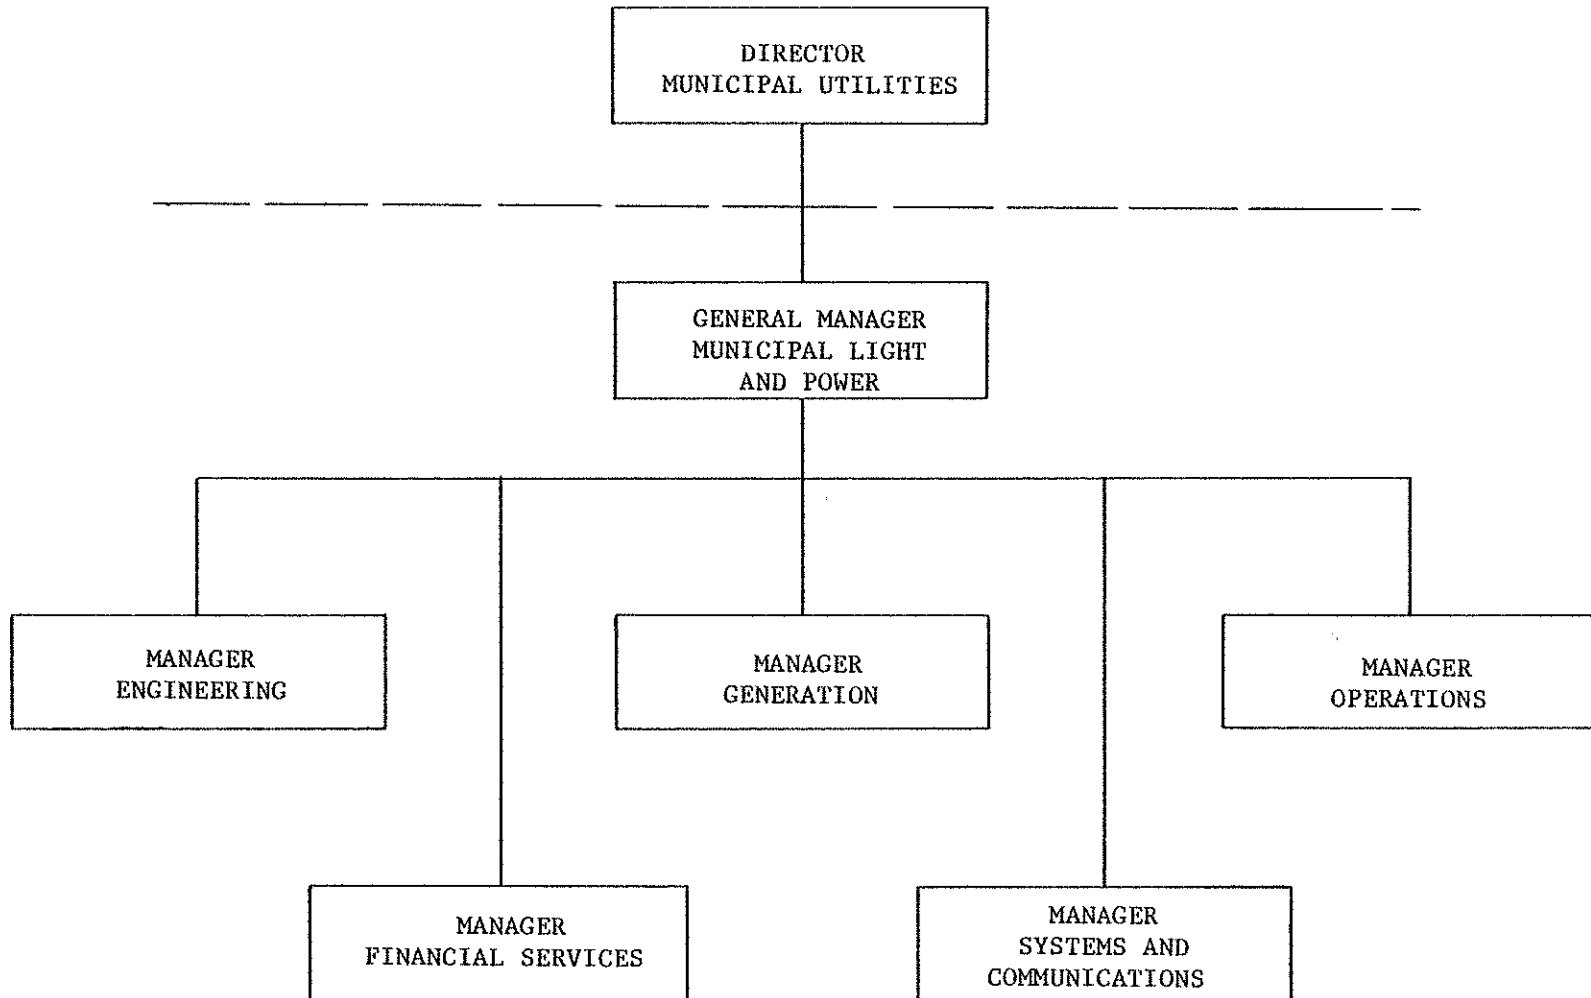 DIRECTOR
MUNICIPAL UTILITIES
GENERAL MANAGER
MUNICIPAL LIGHT
AND POWER
MANAGER
ENGINEERING
MANAGER
GENERATION
MANAGER
OPERATIONS
MANAGER
FINANCIAL SERVICES
MANAGER
SYSTEMS AND
COMMUNICATIONS